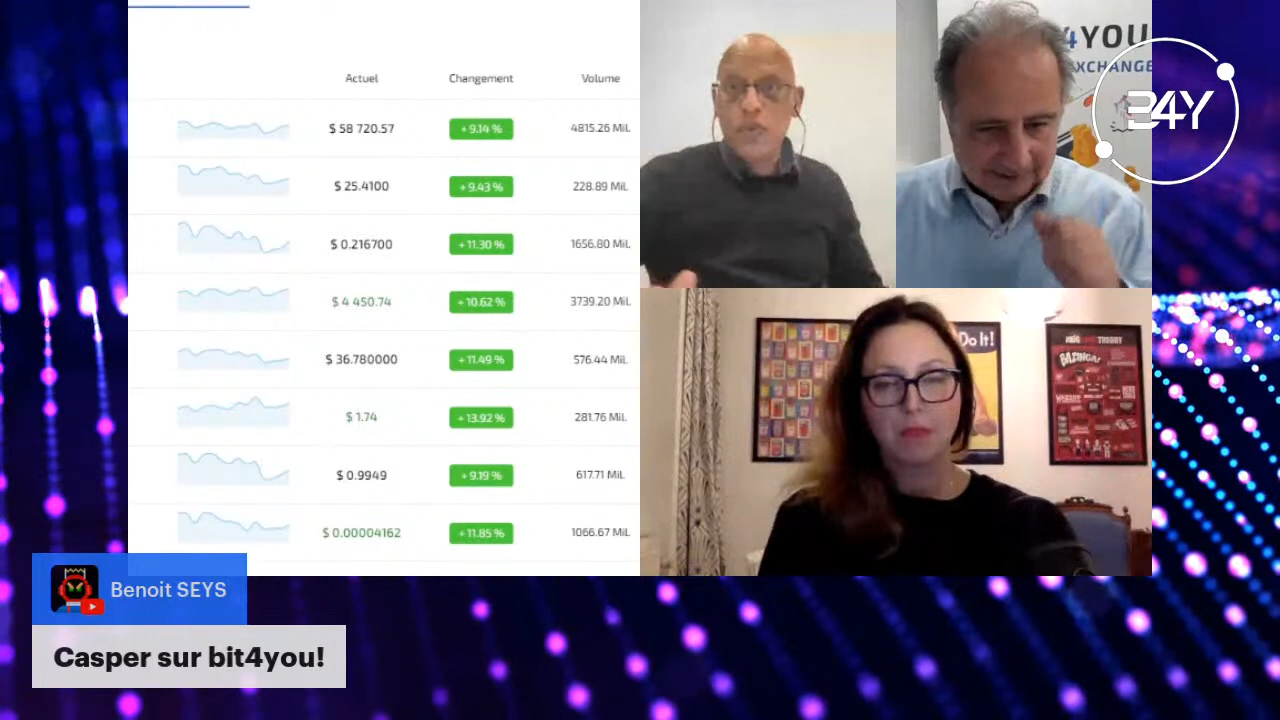 Actuel Changement Volume
$ 58 720.57 + 9.14 % 4815.26 MiL
$ 25.4100 + 9.43 % 228.89 MiL
$ 0.216700 + 11.30 % 1656.80 MiL
$ 4 450.74 + 10.62 % 3739.20 MiL
$ 36.780000 + 11.49 % 576.44 MiL
$ 1.74 + 13.92 % 281.76 MiL
$ 0.9949 + 9.19 % 617.71 MiL
$ 0.00004162 + 11.85 % 1066.67 MiL
4YOU
XCHANGE
B4Y
Do It!
THEORY
BAZINGA!
Benoit SEYS
Casper sur bit4you!